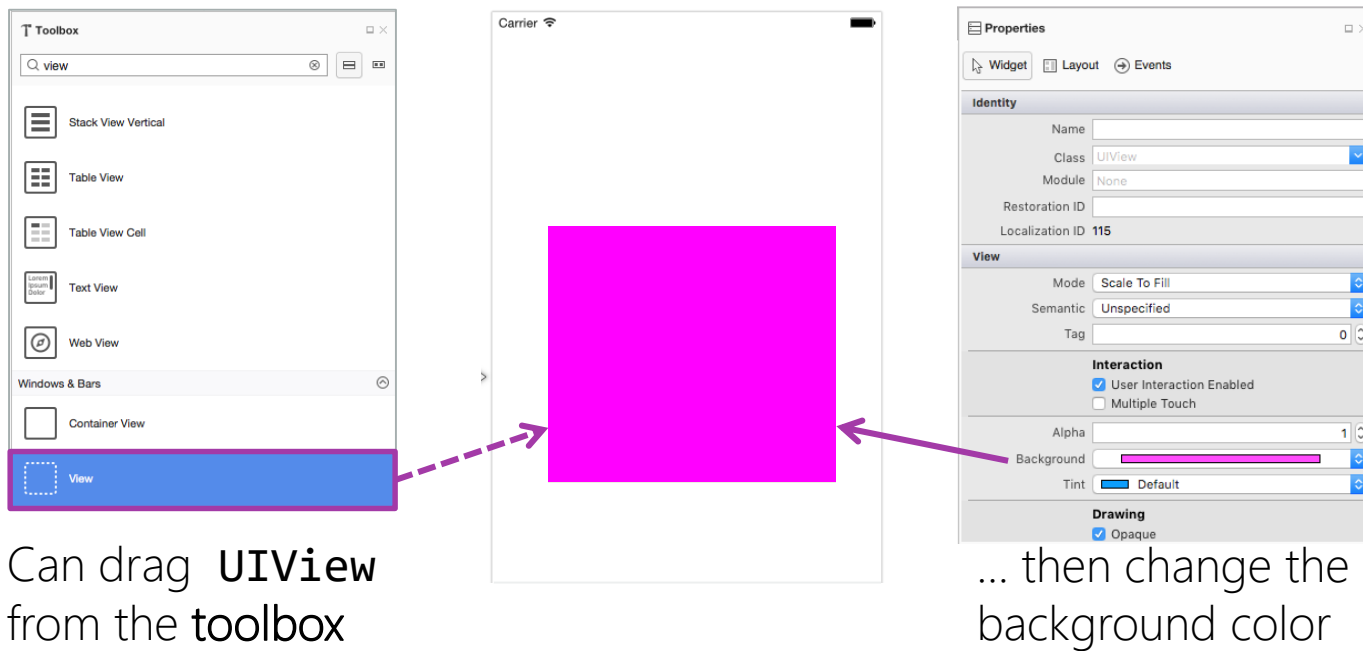 Toolbox
view
Stack View Vertical
Table View
Table View Cell
Lorem
Ipsum
Dolor
Text View
Web View
Windows & Bars
Container View
View
Can drag UIView
from the toolbox
Carrier
Properties
Widget Layout Events
Identity
Name
Class UIView
Module None
Restoration ID
Localization ID 115
View
Mode Scale To Fill
Semantic Unspecified
Tag 0
Interaction
User Interaction Enabled
Multiple Touch
Alpha 1
Background
Tint Default
Drawing
Opaque
... then change the
background color